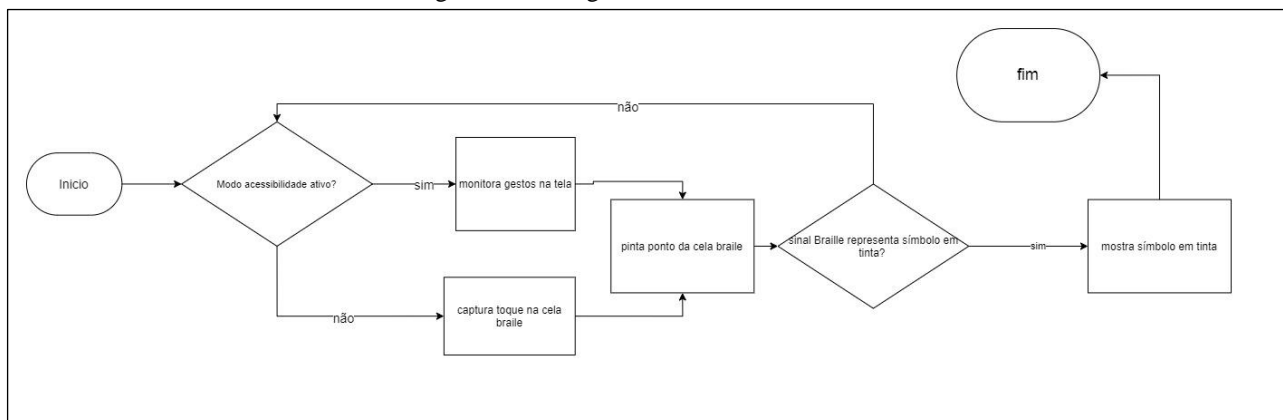 Inicio
Modo acessibilidade ativo?
sim
monitora gestos na tela
não
captura toque na cela
braile
pinta ponto da cela braile
não
sinal Braille representa símbolo em
tinta?
sim
mostra símbolo em tinta
fim